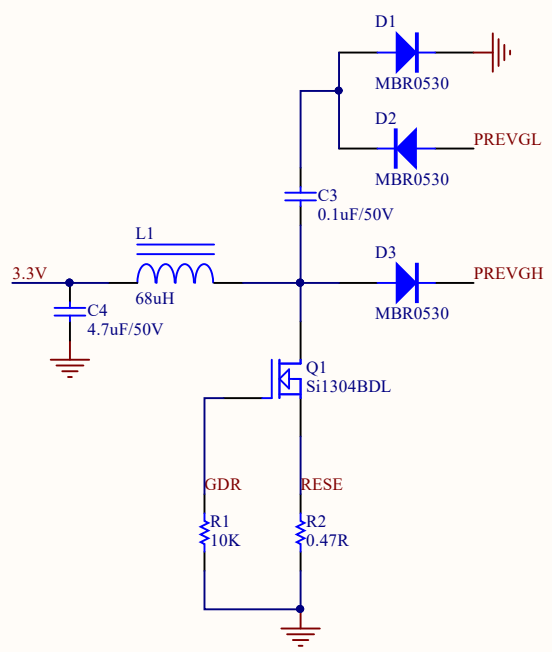 D1
MBR0530
D2
PREVGL
MBR0530
C3
0.1uF/50V
L1
D3
3.3V
PREVGH
68uH
C4
4.7uF/50V
MBR0530
Q1
Si1304BDL
GDR
RESE
R1
10K
R2
0.47R